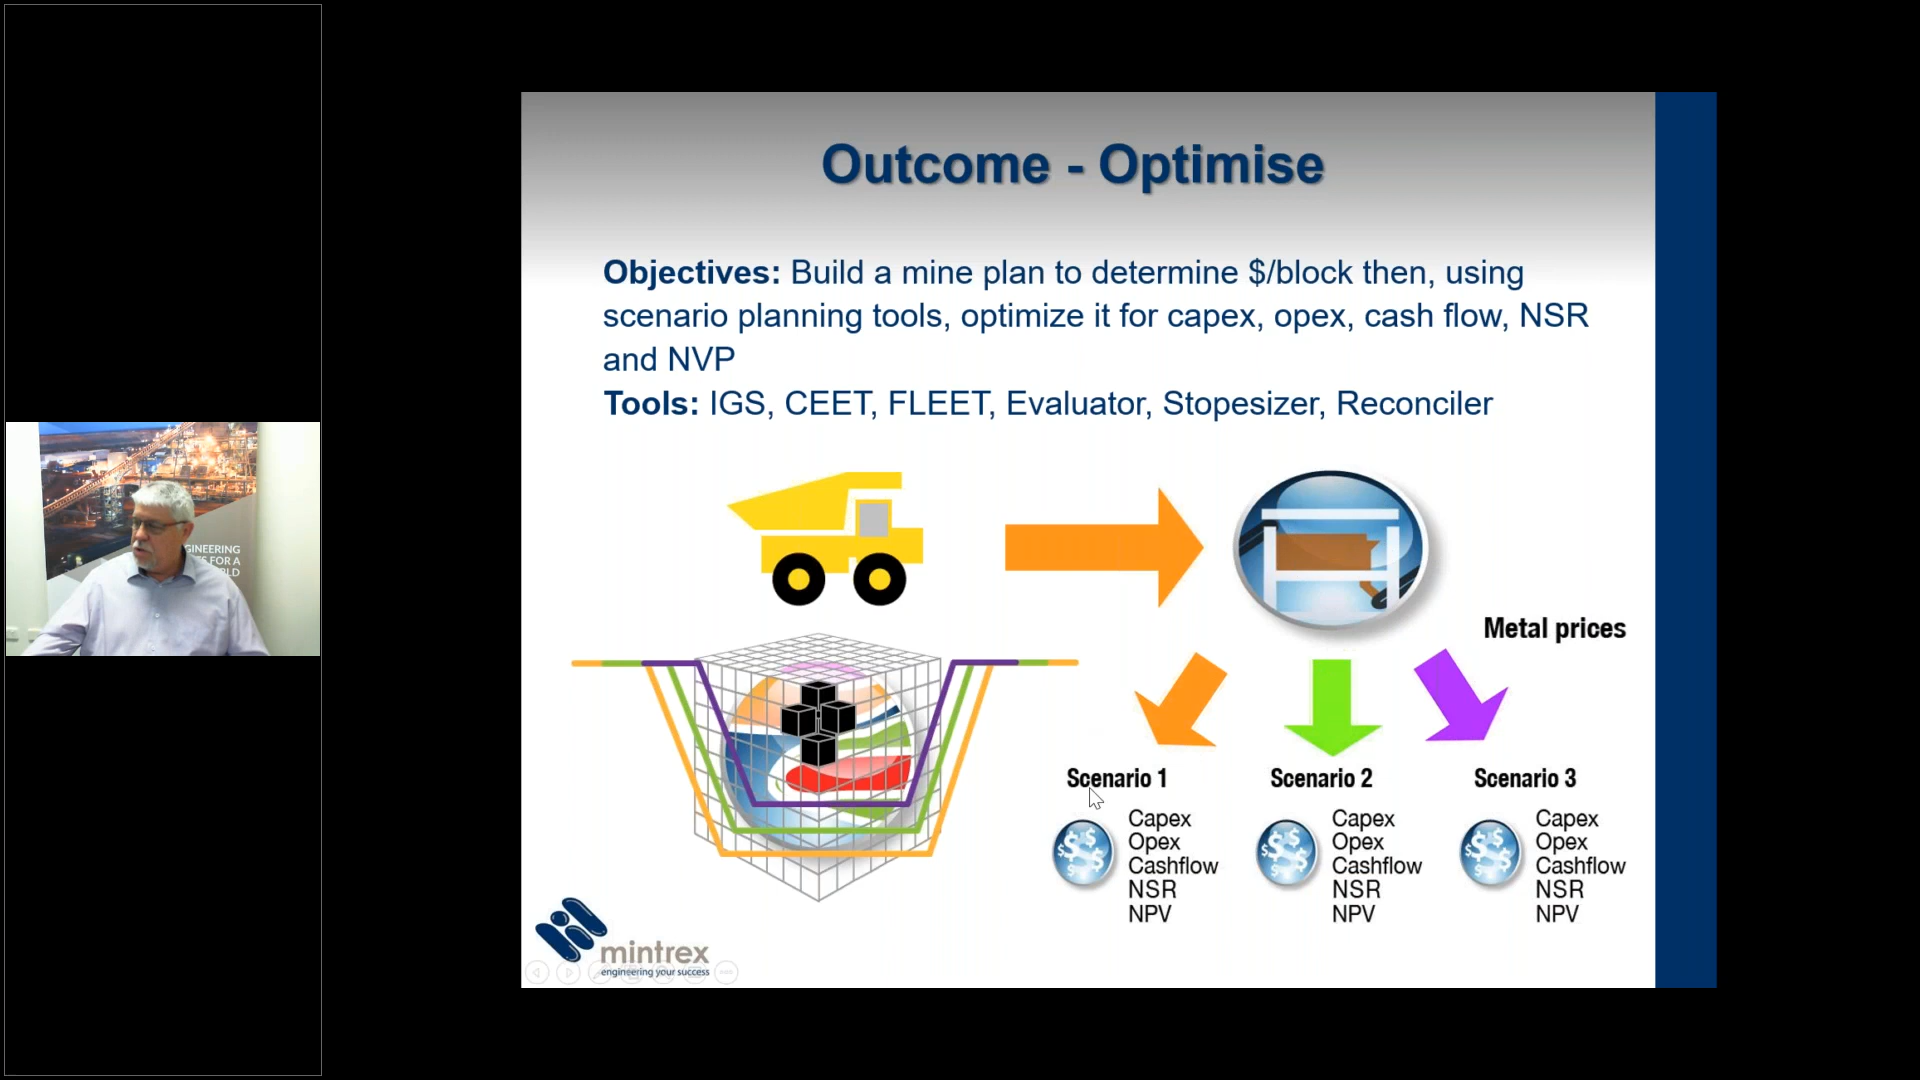 Outcome - Optimise
Objectives: Build a mine plan to determine $/block then, using
scenario planning tools, optimize it for capex, opex, cash flow, NSR
and NVP
Tools: IGS, CEET, FLEET, Evaluator, Stopesizer, Reconciler
Metal prices
Scenario 1
Capex
Opex
Cashflow
NSR
NPV
Scenario 2
Capex
Opex
Cashflow
NSR
NPV
Scenario 3
Capex
Opex
Cashflow
NSR
NPV
mintrex
engineering your success
GINEERING
FOR A